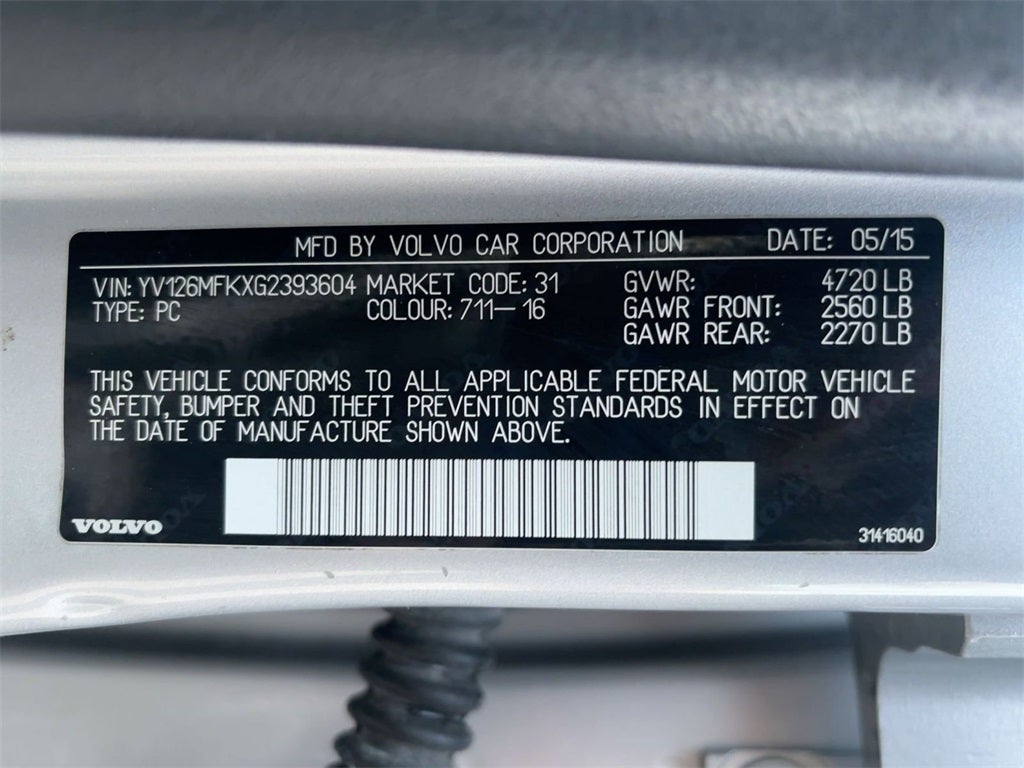 MFD BY VOLVO CAR CORPORATION DATE: 05/15
VIN: YV126MFKXG2393604 MARKET CODE: 31 GVWR: 4720 LB
TYPE: PC COLOUR: 711-16 GAWR FRONT: 2560 LB
GAWR REAR: 2270 LB
THIS VEHICLE CONFORMS TO ALL APPLICABLE FEDERAL MOTOR VEHICLE
SAFETY, BUMPER AND THEFT PREVENTION STANDARDS IN EFFECT ON
THE DATE OF MANUFACTURE SHOWN ABOVE.
VOLVO 31416040